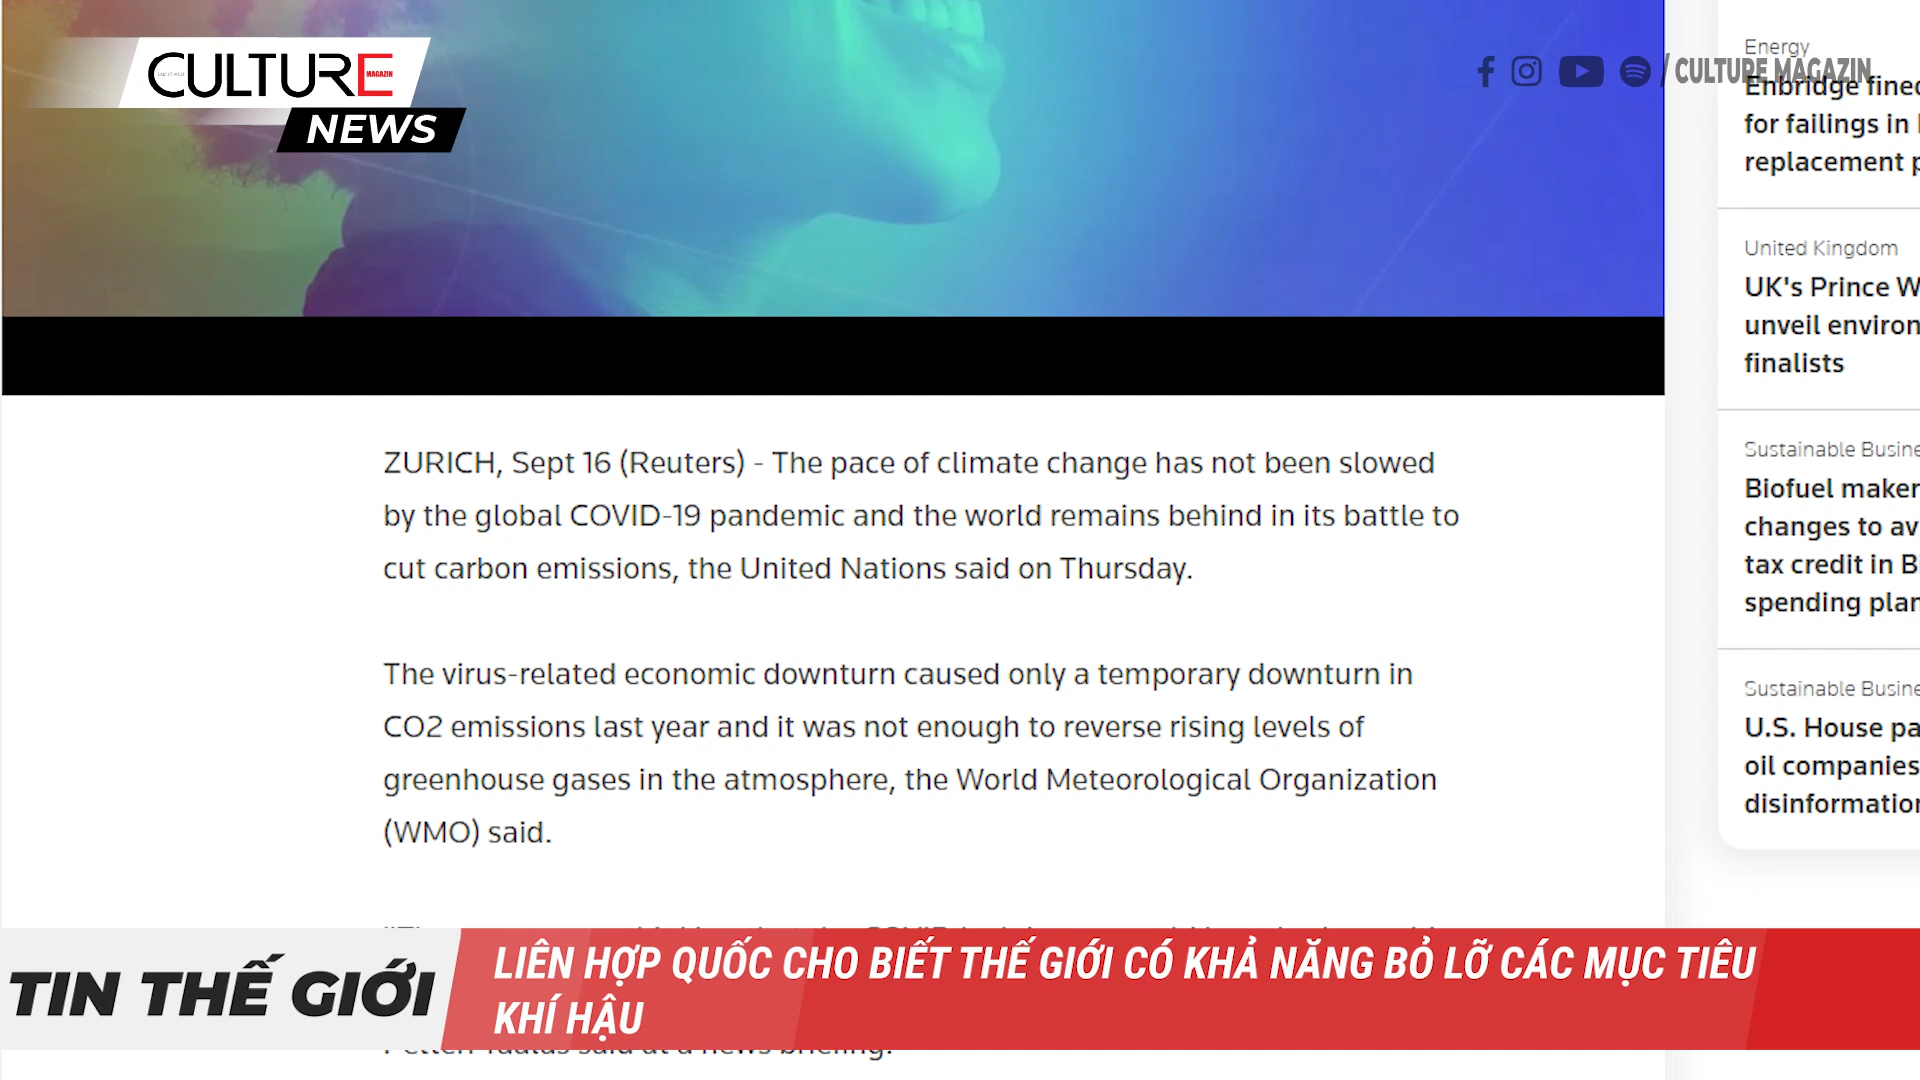 CULTURE
MAGAZIN
NEWS
/ CULTURE MAGAZIN
Energy
Enbridge fined
for failings in
replacement
United Kingdom
UK's Prince W
unveil environ
finalists
Sustainable Busine
Biofuel maker
changes to av
tax credit in B
spending plan
Sustainable Busine
U.S. House pa
oil companies
disinformation
ZURICH, Sept 16 (Reuters) - The pace of climate change has not been slowed
by the global COVID-19 pandemic and the world remains behind in its battle to
cut carbon emissions, the United Nations said on Thursday.
The virus-related economic downturn caused only a temporary downturn in
CO2 emissions last year and it was not enough to reverse rising levels of
greenhouse gases in the atmosphere, the World Meteorological Organization
(WMO) said.
TIN THẾ GIỚI
LIÊN HỢP QUỐC CHO BIẾT THẾ GIỚI CÓ KHẢ NĂNG BỎ LỠ CÁC MỤC TIÊU
KHÍ HẬU
said at a news briefing.